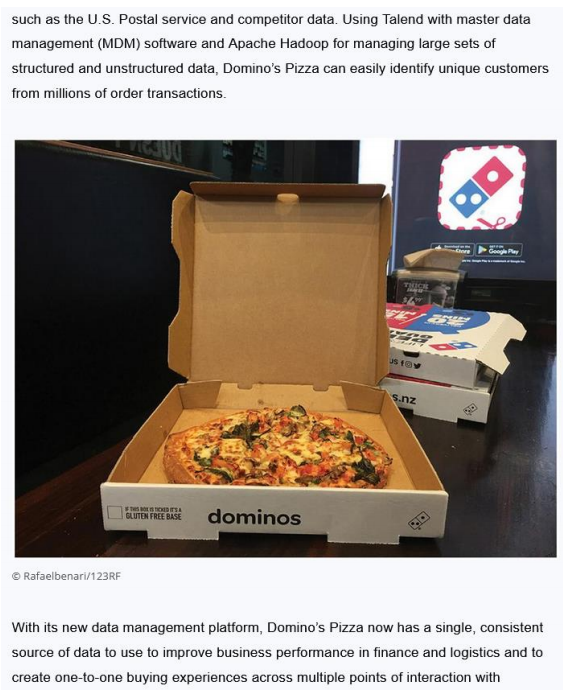 such as the U.S. Postal service and competitor data. Using Talend with master data
management (MDM) software and Apache Hadoop for managing large sets of
structured and unstructured data, Domino’s Pizza can easily identify unique customers
from millions of order transactions.
Google Play
THICK
s.nz
IF THIS BOX IS TICKED IT'S A
GLUTEN FREE BASE
dominos
© Rafaelbenari/123RF
With its new data management platform, Domino’s Pizza now has a single, consistent
source of data to use to improve business performance in finance and logistics and to
create one-to-one buying experiences across multiple points of interaction with